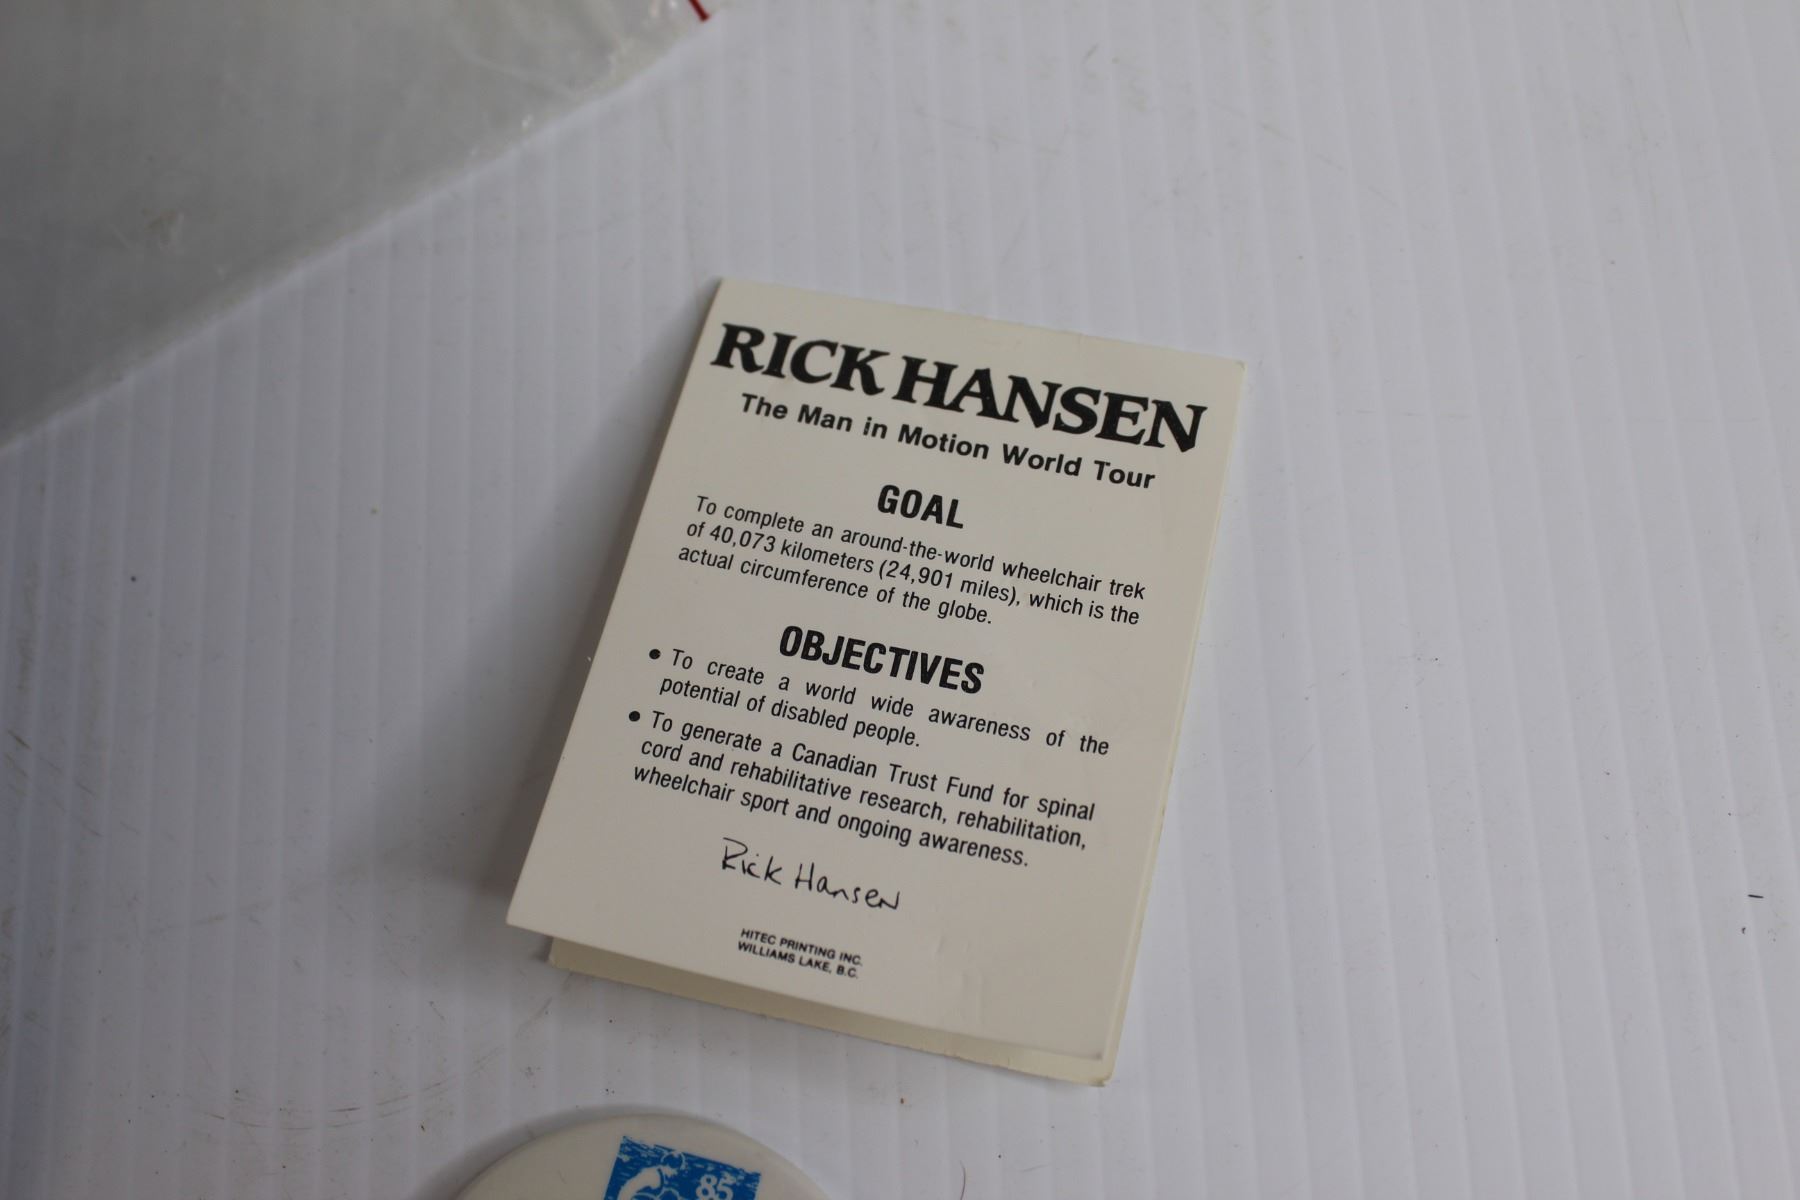 RICK HANSEN
The Man in Motion World Tour
GOAL
To complete an around-the-world wheelchair trek
of 40,073 kilometers (24,901 miles), which is the
actual circumference of the globe.
OBJECTIVES
● To create a world wide awareness of the
potential of disabled people.
● To generate a Canadian Trust Fund for spinal
cord and rehabilitative research, rehabilitation,
wheelchair sport and ongoing awareness.
Rick Hansen
HITEC PRINTING INC.
WILLIAMS LAKE, B.C.
85